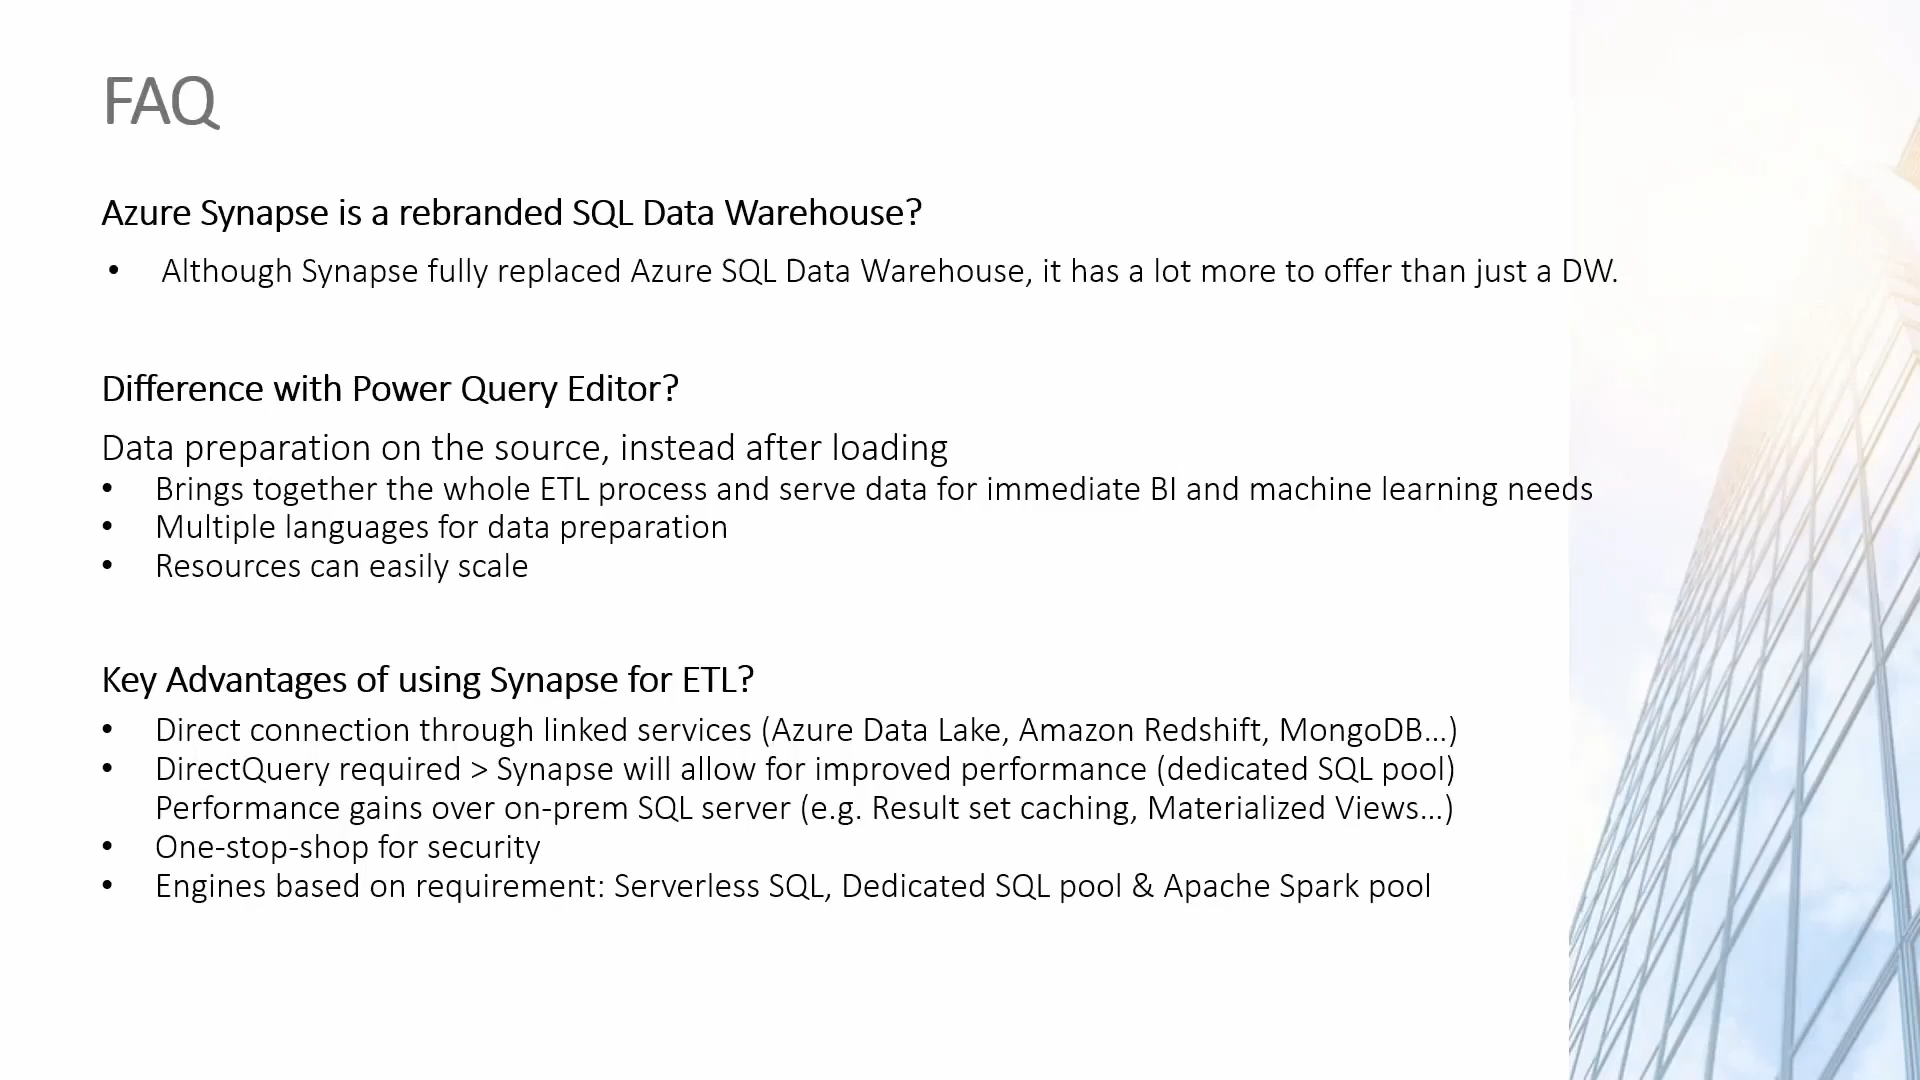 FAQ
Azure Synapse is a rebranded SQL Data Warehouse?
• Although Synapse fully replaced Azure SQL Data Warehouse, it has a lot more to offer than just a DW.
Difference with Power Query Editor?
Data preparation on the source, instead after loading
• Brings together the whole ETL process and serve data for immediate BI and machine learning needs
• Multiple languages for data preparation
• Resources can easily scale
Key Advantages of using Synapse for ETL?
• Direct connection through linked services (Azure Data Lake, Amazon Redshift, MongoDB…)
• DirectQuery required > Synapse will allow for improved performance (dedicated SQL pool)
Performance gains over on-prem SQL server (e.g. Result set caching, Materialized Views…)
• One-stop-shop for security
• Engines based on requirement: Serverless SQL, Dedicated SQL pool & Apache Spark pool